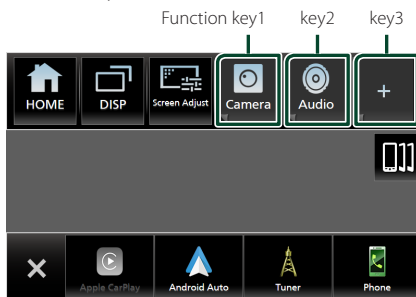 Function key1 key2 key3
HOME DISP Screen Adjust Camera Audio +
Apple CarPlay Android Auto Tuner Phone